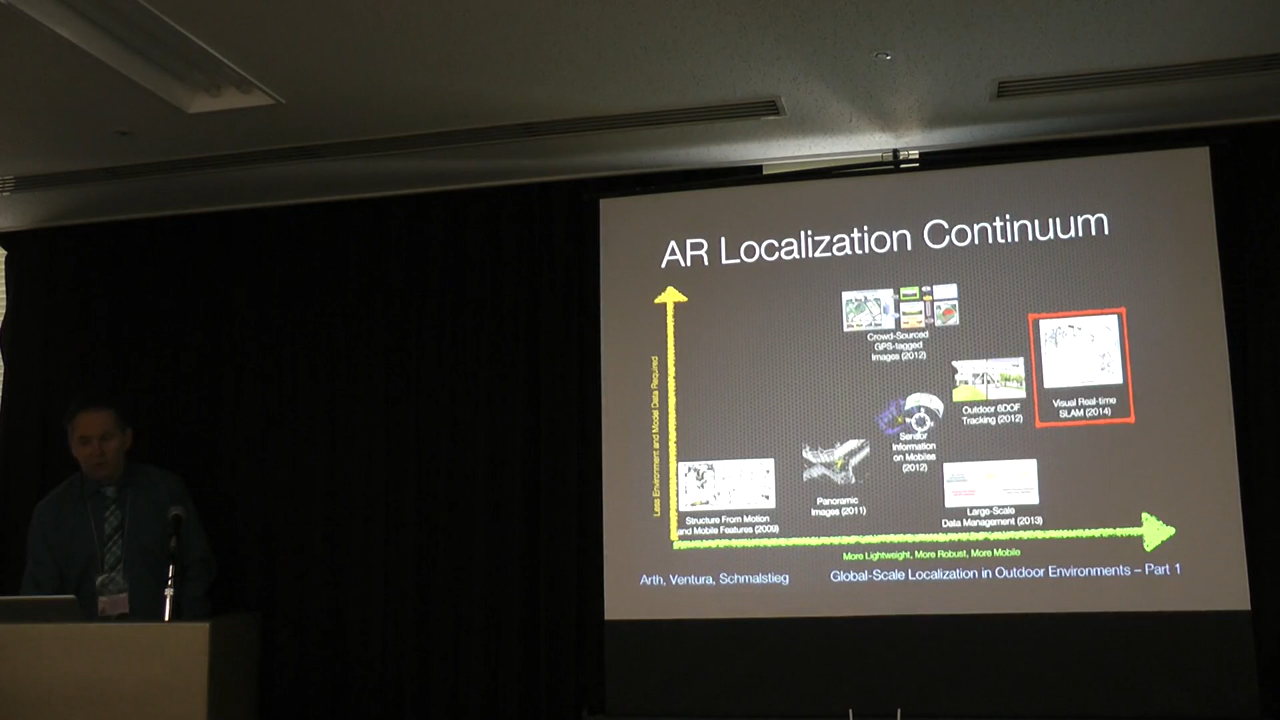 AR Localization Continuum
Less Environment and Model Data Required
Crowd-Sourced
GPS-tagged
Images (2012)
Visual Real-time
SLAM (2014)
Outdoor 6DOF
Tracking (2012)
Sensor
Information
on Mobiles
(2012)
Panoramic
Images (2011)
Structure From Motion
and Mobile Features (2009)
Large-Scale
Data Management (2013)
More Lightweight, More Robust, More Mobile
Arth, Ventura, Schmalstieg
Global-Scale Localization in Outdoor Environments – Part 1